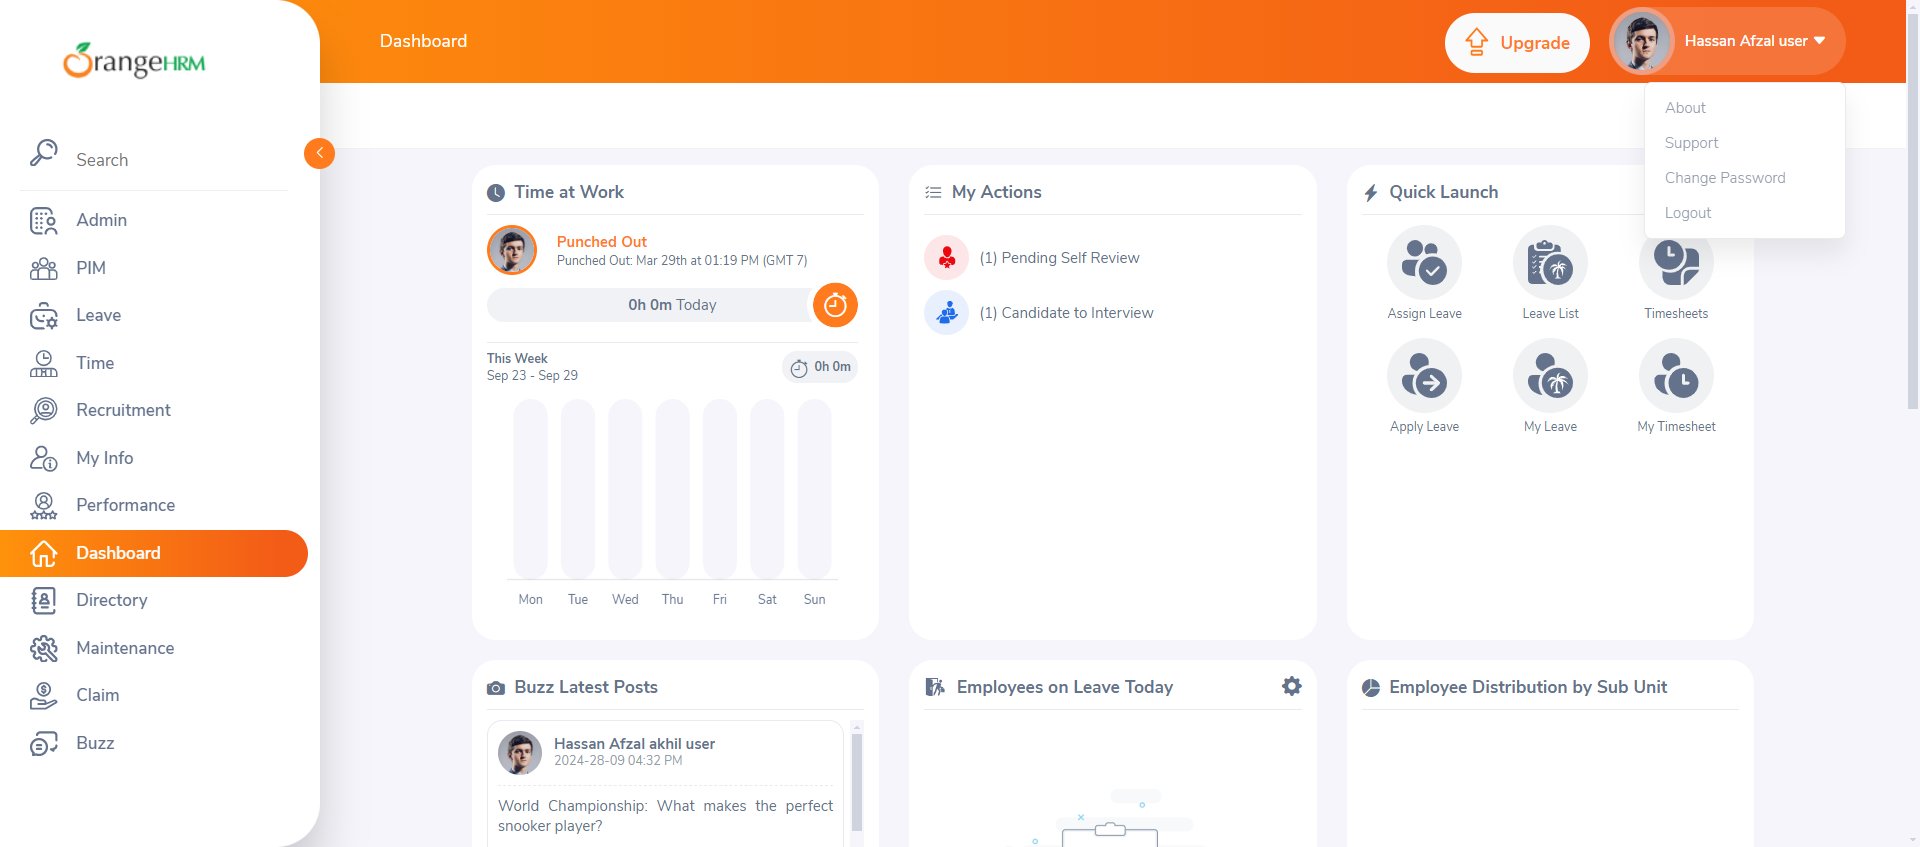 OrangeHRM
Search
Admin
PIM
Leave
Time
Recruitment
My Info
Performance
Dashboard
Directory
Maintenance
Claim
Buzz
Dashboard
Upgrade
Hassan Afzal user
About
Support
Change Password
Logout
Time at Work
Punched Out
Punched Out: Mar 29th at 01:19 PM (GMT 7)
0h 0m Today
This Week
Sep 23 - Sep 29
0h 0m
Mon Tue Wed Thu Fri Sat Sun
My Actions
(1) Pending Self Review
(1) Candidate to Interview
Quick Launch
Assign Leave
Leave List
Timesheets
Apply Leave
My Leave
My Timesheet
Buzz Latest Posts
Hassan Afzal akhil user
2024-28-09 04:32 PM
World Championship: What makes the perfect
snooker player?
Employees on Leave Today
Employee Distribution by Sub Unit